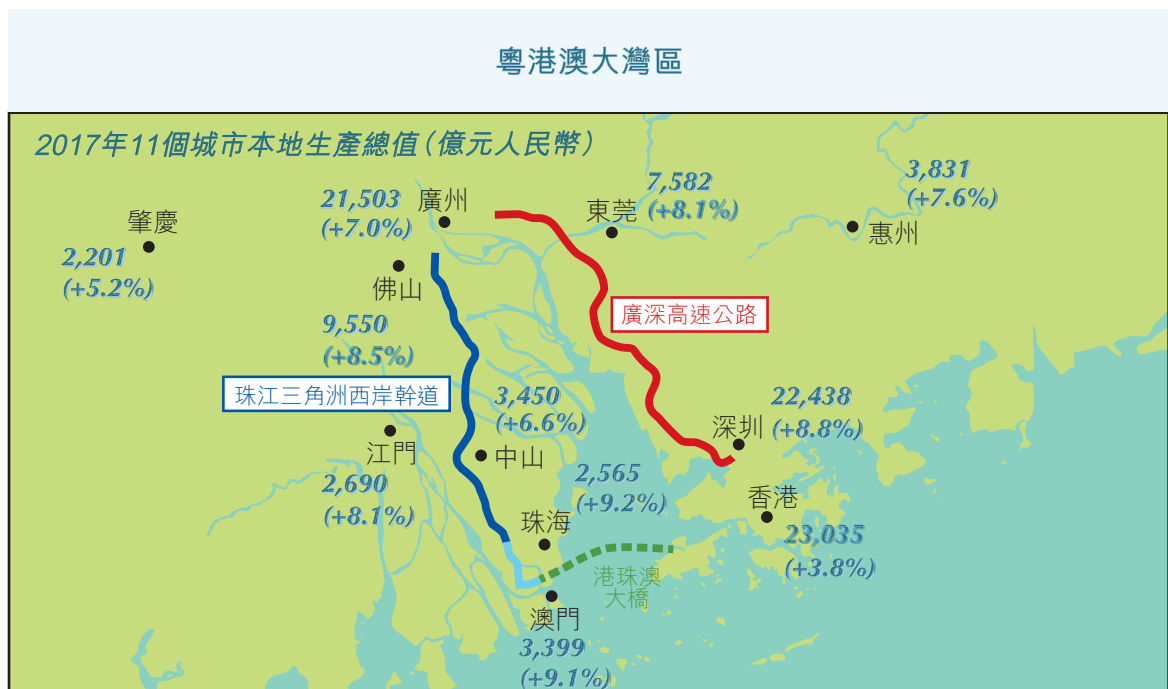 粵港澳大灣區
2017年11個城市本地生產總值(億元人民幣)
肇慶
2,201
(+5.2%)
21,503
(+7.0%)
廣州
佛山
9,550
(+8.5%)
東莞
7,582
(+8.1%)
3,831
(+7.6%)
惠州
廣深高速公路
珠江三角洲西岸幹道
3,450
(+6.6%)
中山
江門
2,690
(+8.1%)
深圳
22,438
(+8.8%)
2,565
(+9.2%)
珠海
香港
23,035
(+3.8%)
港珠澳
大橋
澳門
3,399
(+9.1%)